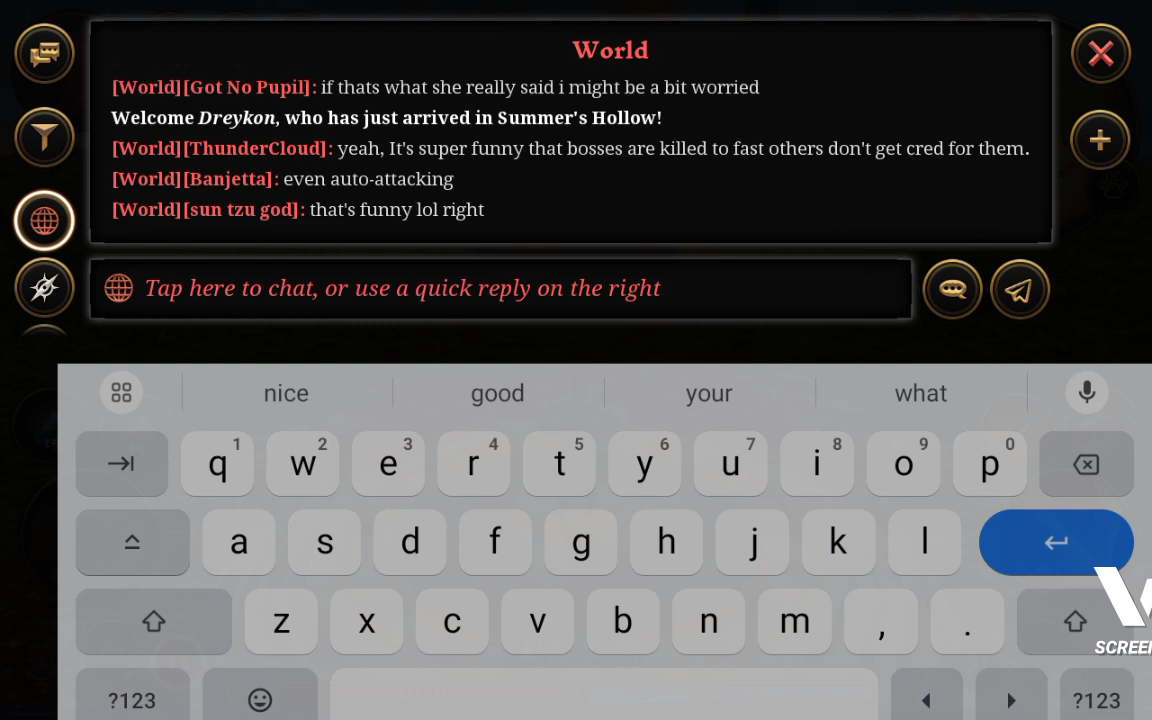 World
[World][Got No Pupil]: if thats what she really said i might be a bit worried
Welcome Dreykon, who has just arrived in Summer's Hollow!
[World][ThunderCloud]: yeah, It's super funny that bosses are killed to fast others don't get cred for them.
[World][Banjetta]: even auto-attacking
[World][sun tzu god]: that's funny lol right
Tap here to chat, or use a quick reply on the right
nice good your what
q 1 w 2 e 3 r 4 t 5 y 6 u 7 i 8 o 9 p 0
a s d f g h j k l
z x c v b n m , .
SCREE
?123 ?123